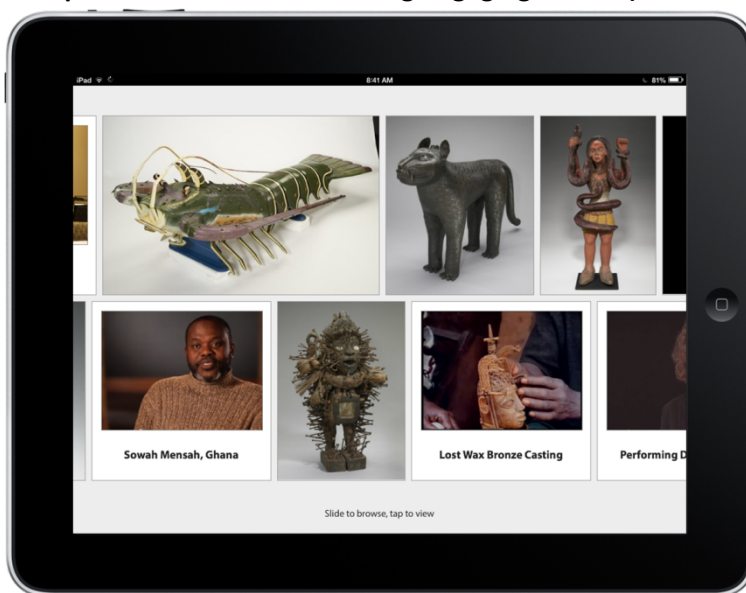 iPad 8:41 AM 81%
Sowah Mensah, Ghana Lost Wax Bronze Casting Performing D
Slide to browse, tap to view